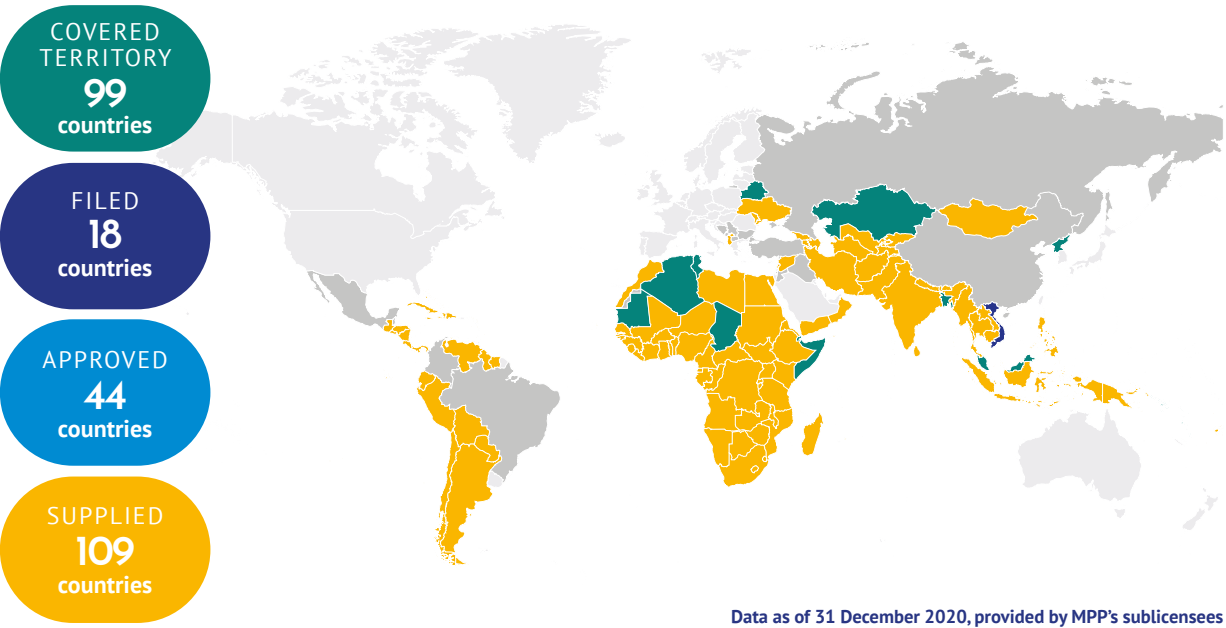 COVERED
TERRITORY
99
countries
FILED
18
countries
APPROVED
44
countries
SUPPLIED
109
countries
Data as of 31 December 2020, provided by MPP's sublicensees